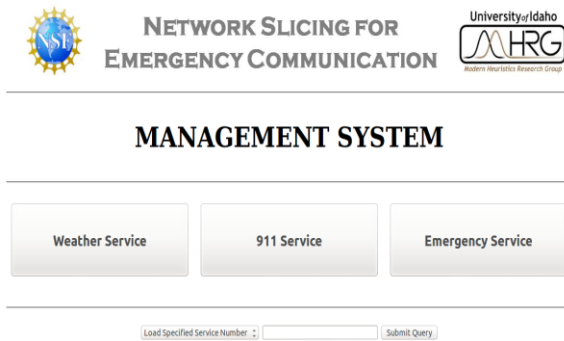 NSF
NETWORK SLICING FOR
EMERGENCY COMMUNICATION
University of Idaho
MHRG
Modern Heuristics Research Group
MANAGEMENT SYSTEM
Weather Service
911 Service
Emergency Service
Load Specified Service Number
Submit Query